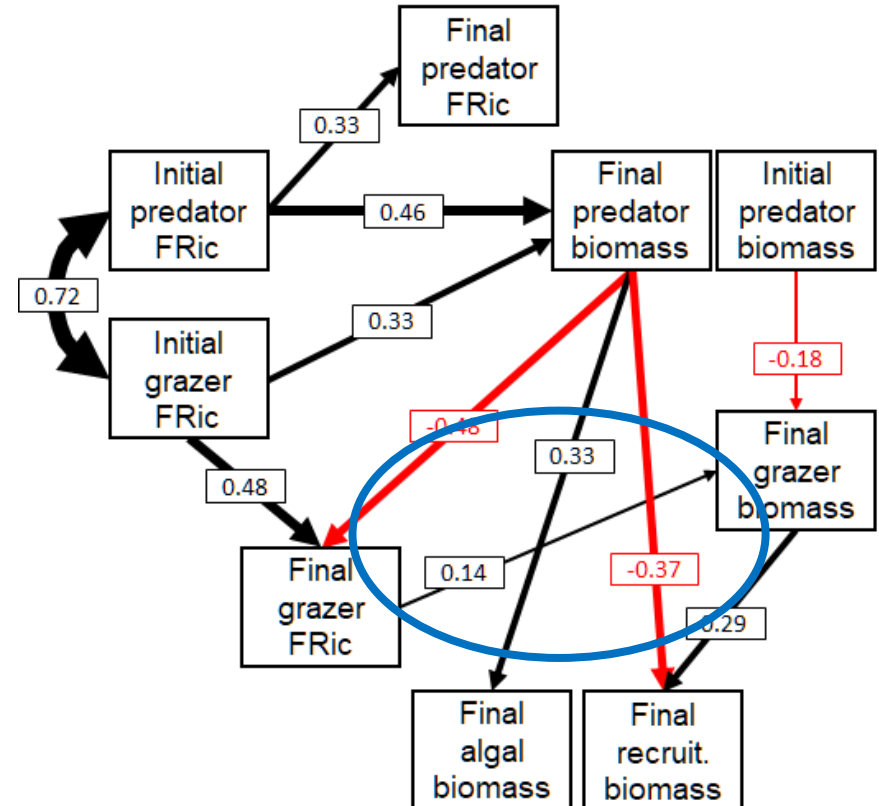 Final
predator
FRic
0.33
Initial
predator
FRic
0.46
Final
predator
biomass
Initial
predator
biomass
0.72
0.33
Initial
grazer
FRic
-0.18
-0.48
Final
grazer
biomass
0.33
0.48
Final
grazer
FRic
0.14
-0.37
0.29
Final
algal
biomass
Final
recruit.
biomass